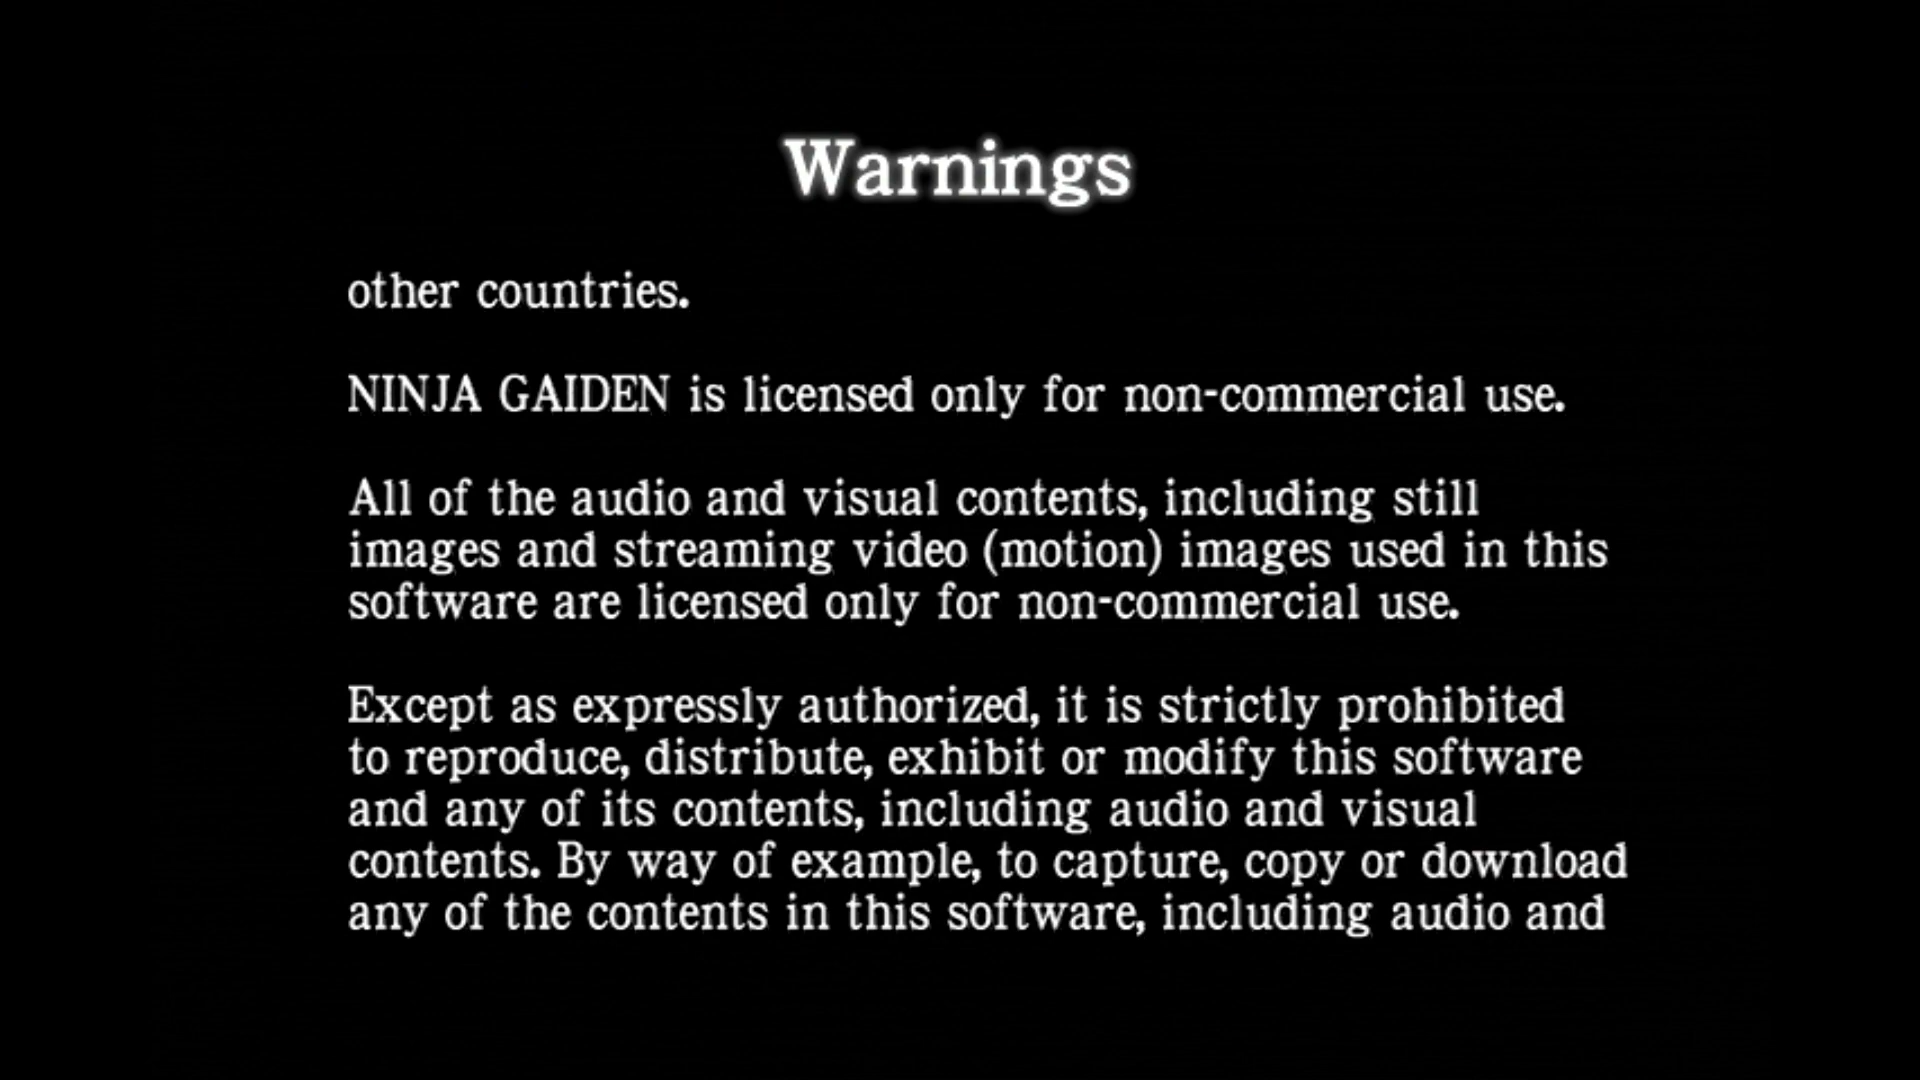 Warnings
other countries.
NINJA GAIDEN is licensed only for non-commercial use.
All of the audio and visual contents, including still
images and streaming video (motion) images used in this
software are licensed only for non-commercial use.
Except as expressly authorized, it is strictly prohibited
to reproduce, distribute, exhibit or modify this software
and any of its contents, including audio and visual
contents. By way of example, to capture, copy or download
any of the contents in this software, including audio and